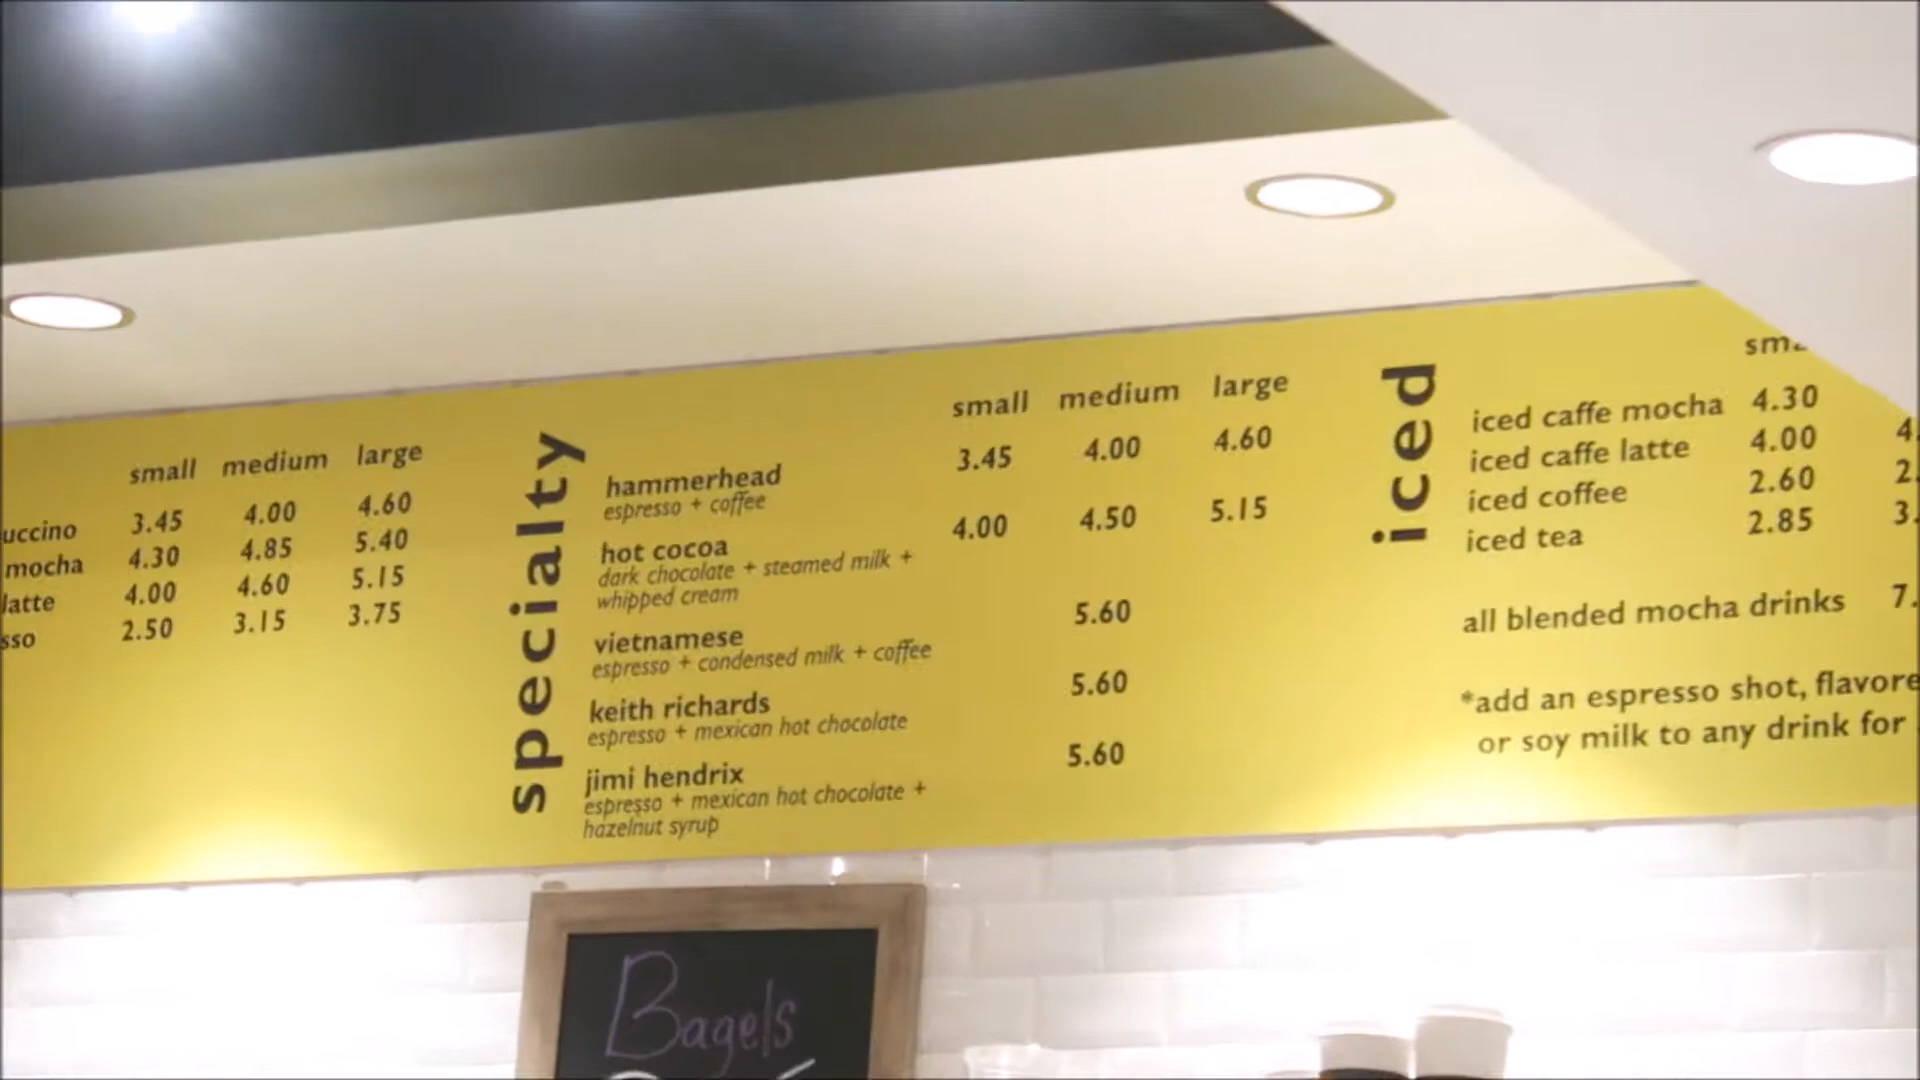 small medium large
3.45 4.00 4.60
mocha 4.30 4.85 5.40
latte 4.00 4.60 5.15
2.50 3.15 3.75
specialty
small medium large
hammerhead 3.45 4.00 4.60
espresso + coffee
hot cocoa 4.00 4.50 5.15
dark chocolate + steamed milk +
whipped cream
vietnamese 5.60
espresso + condensed milk + coffee
keith richards 5.60
espresso + mexican hot chocolate
jimi hendrix 5.60
espresso + mexican hot chocolate +
hazelnut syrup
iced
iced caffe mocha 4.30
iced caffe latte 4.00
iced coffee 2.60
iced tea 2.85
all blended mocha drinks
*add an espresso shot,
or soy milk to any drink for
Bagels